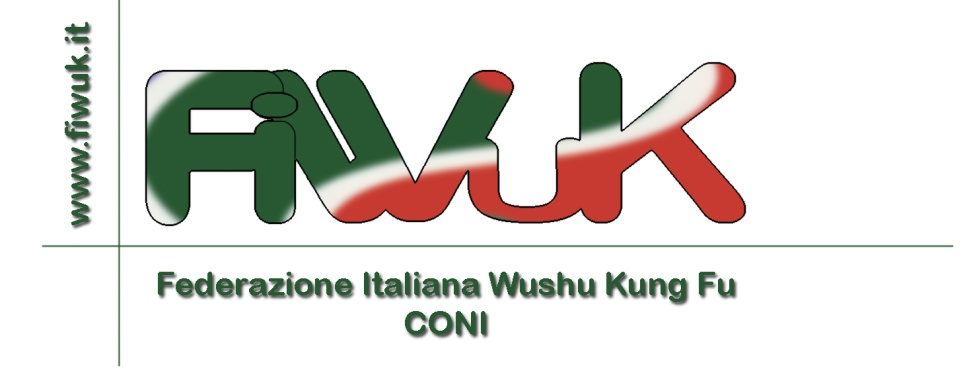 www.fiwuk.it
FiWUK
Federazione Italiana Wushu Kung Fu
CONI